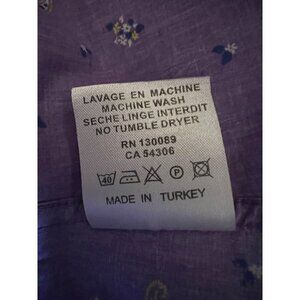 LAVAGE EN MACHINE
MACHINE WASH
SECHE LINGE INTERDIT
NO TUMBLE DRYER
RN 130089
CA 54306
40 P
MADE IN TURKEY